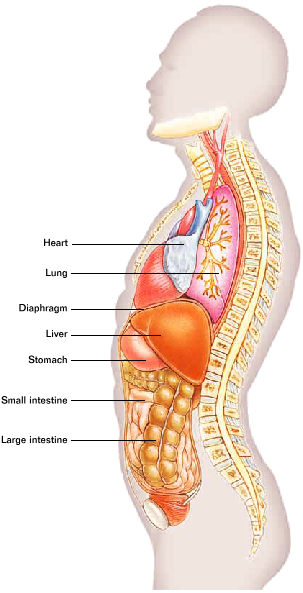 Heart
Lung
Diaphragm
Liver
Stomach
Small intestine
Large intestine